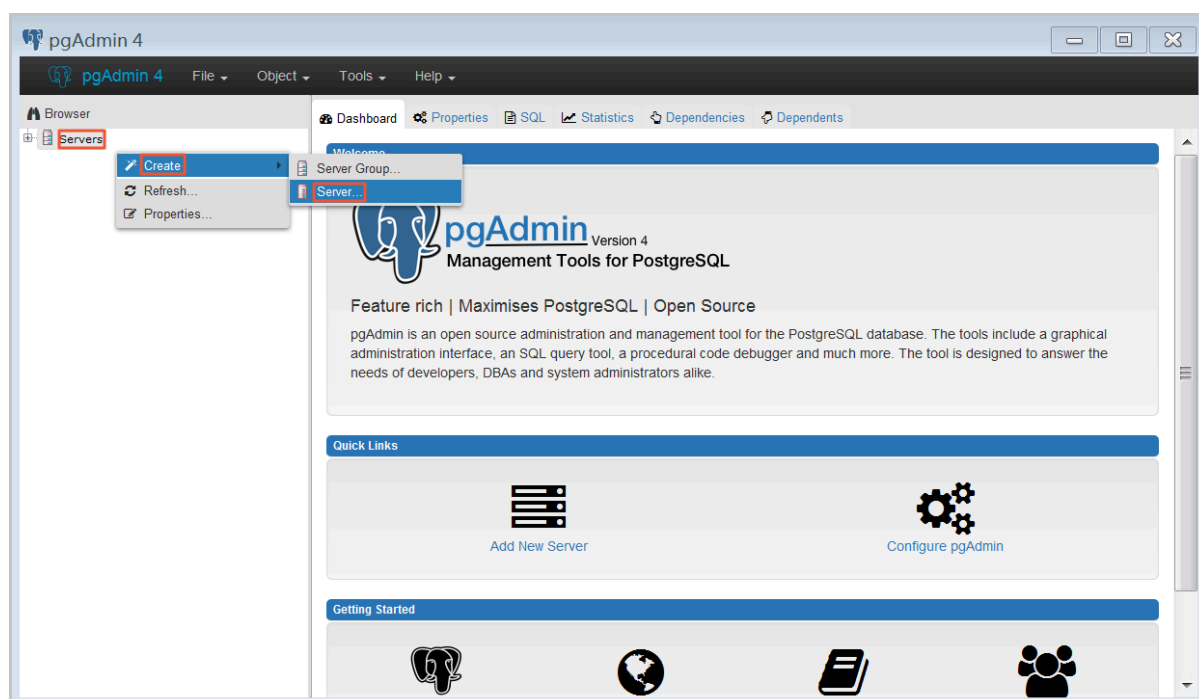 pgAdmin 4
pgAdmin 4 File Object Tools Help
Browser
Dashboard Properties SQL Statistics Dependencies Dependents
Servers
Welcome
Create
Server Group...
Refresh...
Server...
Properties...
pgAdmin Version 4
Management Tools for PostgreSQL
Feature rich | Maximises PostgreSQL | Open Source
pgAdmin is an open source administration and management tool for the PostgreSQL database. The tools include a graphical
administration interface, an SQL query tool, a procedural code debugger and much more. The tool is designed to answer the
needs of developers, DBAs and system administrators alike.
Quick Links
Add New Server
Configure pgAdmin
Getting Started